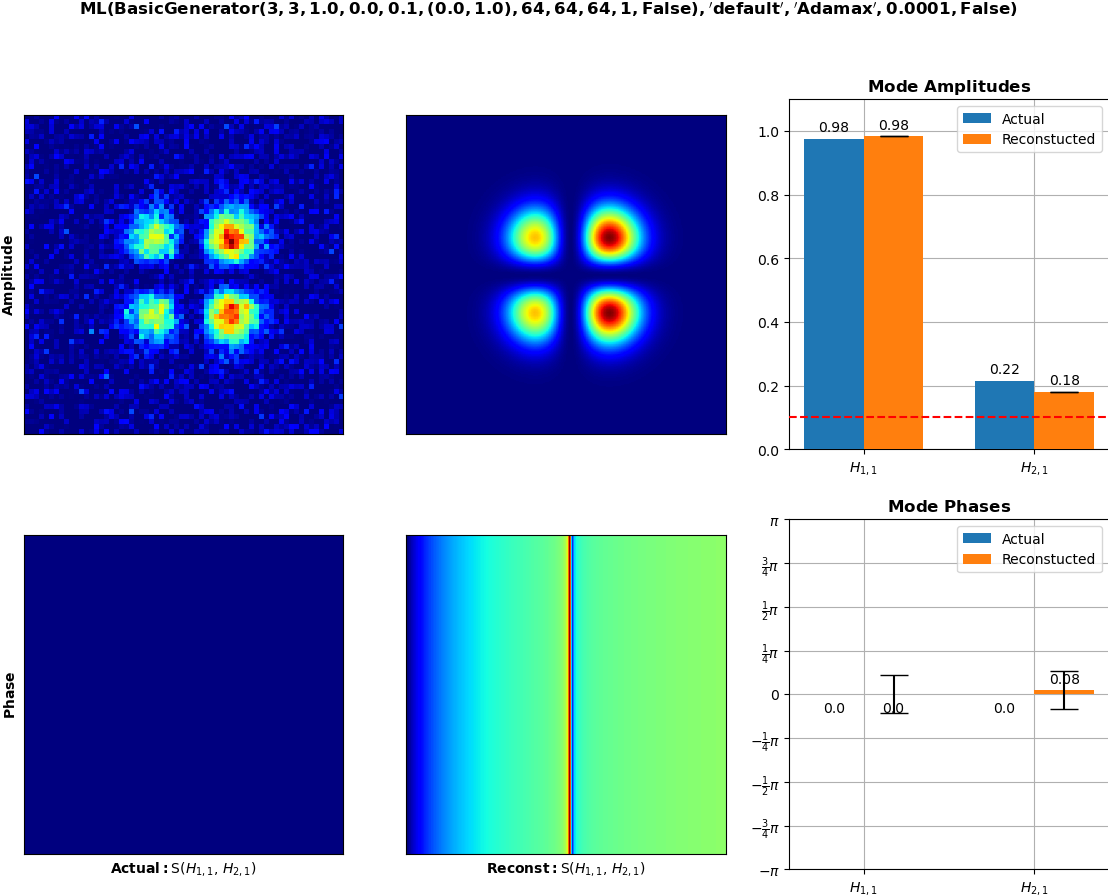 ML(BasicGenerator(3, 3, 1.0, 0.0, 0.1, (0.0, 1.0), 64, 64, 64, 1, False), ′default′, ′Adamax′, 0.0001, False)
Amplitude
Mode Amplitudes
Actual
Reconstucted
0.98
0.98
0.22
0.18
1.0
0.8
0.6
0.4
0.2
0.0
H1, 1
H2, 1
Phase
Actual: S(H1, 1, H2, 1)
Reconst: S(H1, 1, H2, 1)
Mode Phases
Actual
Reconstucted
π
3/4π
1/2π
1/4π
0
−1/4π
−1/2π
−3/4π
−π
0.0
0.0
0.0
0.08
H1, 1
H2, 1